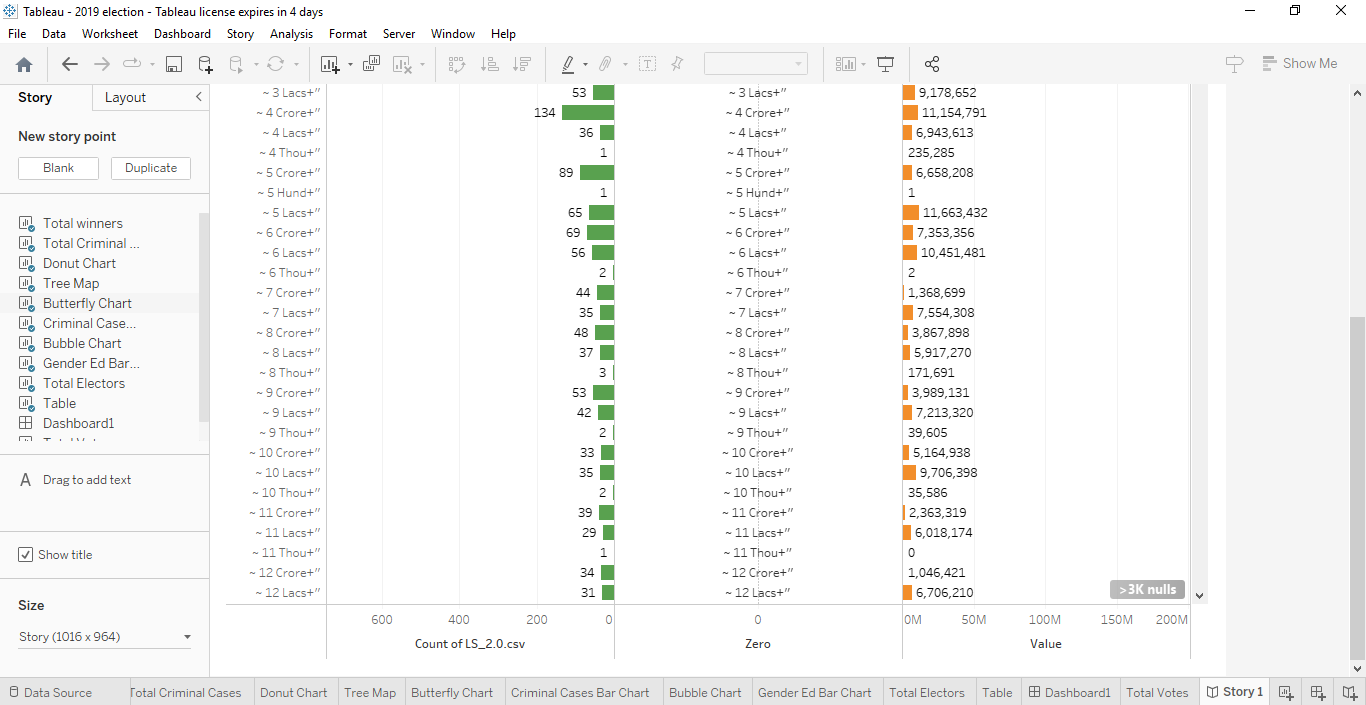 Tableau - 2019 election - Tableau license expires in 4 days
File Data Worksheet Dashboard Story Analysis Format Server Window Help
Show Me
Story Layout
New story point
Blank Duplicate
Total winners
Total Criminal ...
Donut Chart
Tree Map
Butterfly Chart
Criminal Case...
Bubble Chart
Gender Ed Bar...
Total Electors
Table
Dashboard1
A Drag to add text
Show title
Size
Story (1016 x 964)
~ 3 Lacs+" 53 ~ 3 Lacs+" 9,178,652
~ 4 Crore+" 134 ~ 4 Crore+" 11,154,791
~ 4 Lacs+" 36 ~ 4 Lacs+" 6,943,613
~ 4 Thou+" 1 ~ 4 Thou+" 235,285
~ 5 Crore+" 89 ~ 5 Crore+" 6,658,208
~ 5 Hund+" 1 ~ 5 Hund+" 1
~ 5 Lacs+" 65 ~ 5 Lacs+" 11,663,432
~ 6 Crore+" 69 ~ 6 Crore+" 7,353,356
~ 6 Lacs+" 56 ~ 6 Lacs+" 10,451,481
~ 6 Thou+" 2 ~ 6 Thou+" 2
~ 7 Crore+" 44 ~ 7 Crore+" 1,368,699
~ 7 Lacs+" 35 ~ 7 Lacs+" 7,554,308
~ 8 Crore+" 48 ~ 8 Crore+" 3,867,898
~ 8 Lacs+" 37 ~ 8 Lacs+" 5,917,270
~ 8 Thou+" 3 ~ 8 Thou+" 171,691
~ 9 Crore+" 53 ~ 9 Crore+" 3,989,131
~ 9 Lacs+" 42 ~ 9 Lacs+" 7,213,320
~ 9 Thou+" 2 ~ 9 Thou+" 39,605
~ 10 Crore+" 33 ~ 10 Crore+" 5,164,938
~ 10 Lacs+" 35 ~ 10 Lacs+" 9,706,398
~ 10 Thou+" 2 ~ 10 Thou+" 35,586
~ 11 Crore+" 39 ~ 11 Crore+" 2,363,319
~ 11 Lacs+" 29 ~ 11 Lacs+" 6,018,174
~ 11 Thou+" 1 ~ 11 Thou+" 0
~ 12 Crore+" 34 ~ 12 Crore+" 1,046,421
~ 12 Lacs+" 31 ~ 12 Lacs+" 6,706,210
>3K nulls
600 400 200 0 0 0M 50M 100M 150M 200M
Count of LS_2.0.csv Zero Value
Data Source Total Criminal Cases Donut Chart Tree Map Butterfly Chart Criminal Cases Bar Chart Bubble Chart Gender Ed Bar Chart Total Electors Table Dashboard1 Total Votes Story 1